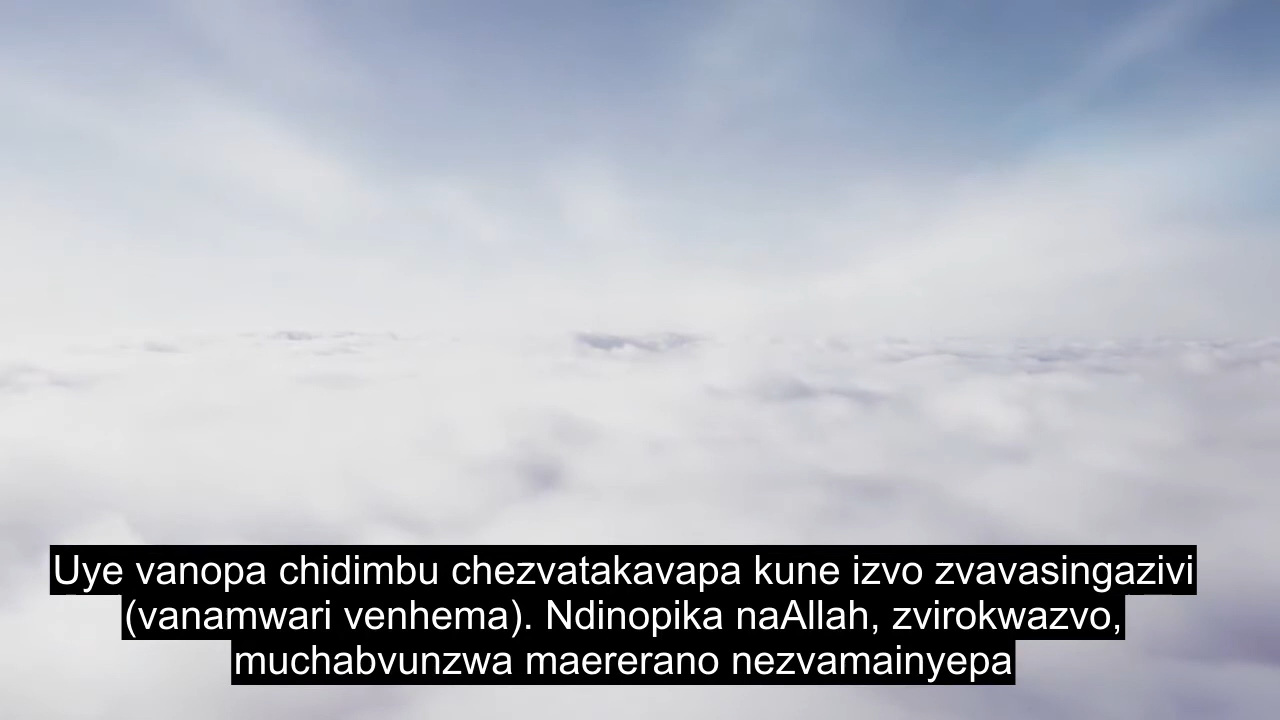 Uye vanopa chidimbu chezvatakavapa kune izvo zvavasingazivi
(vanamwari venhema). Ndinopika naAllah, zvirokwazvo,
muchabvunzwa maererano nezvamainyepa